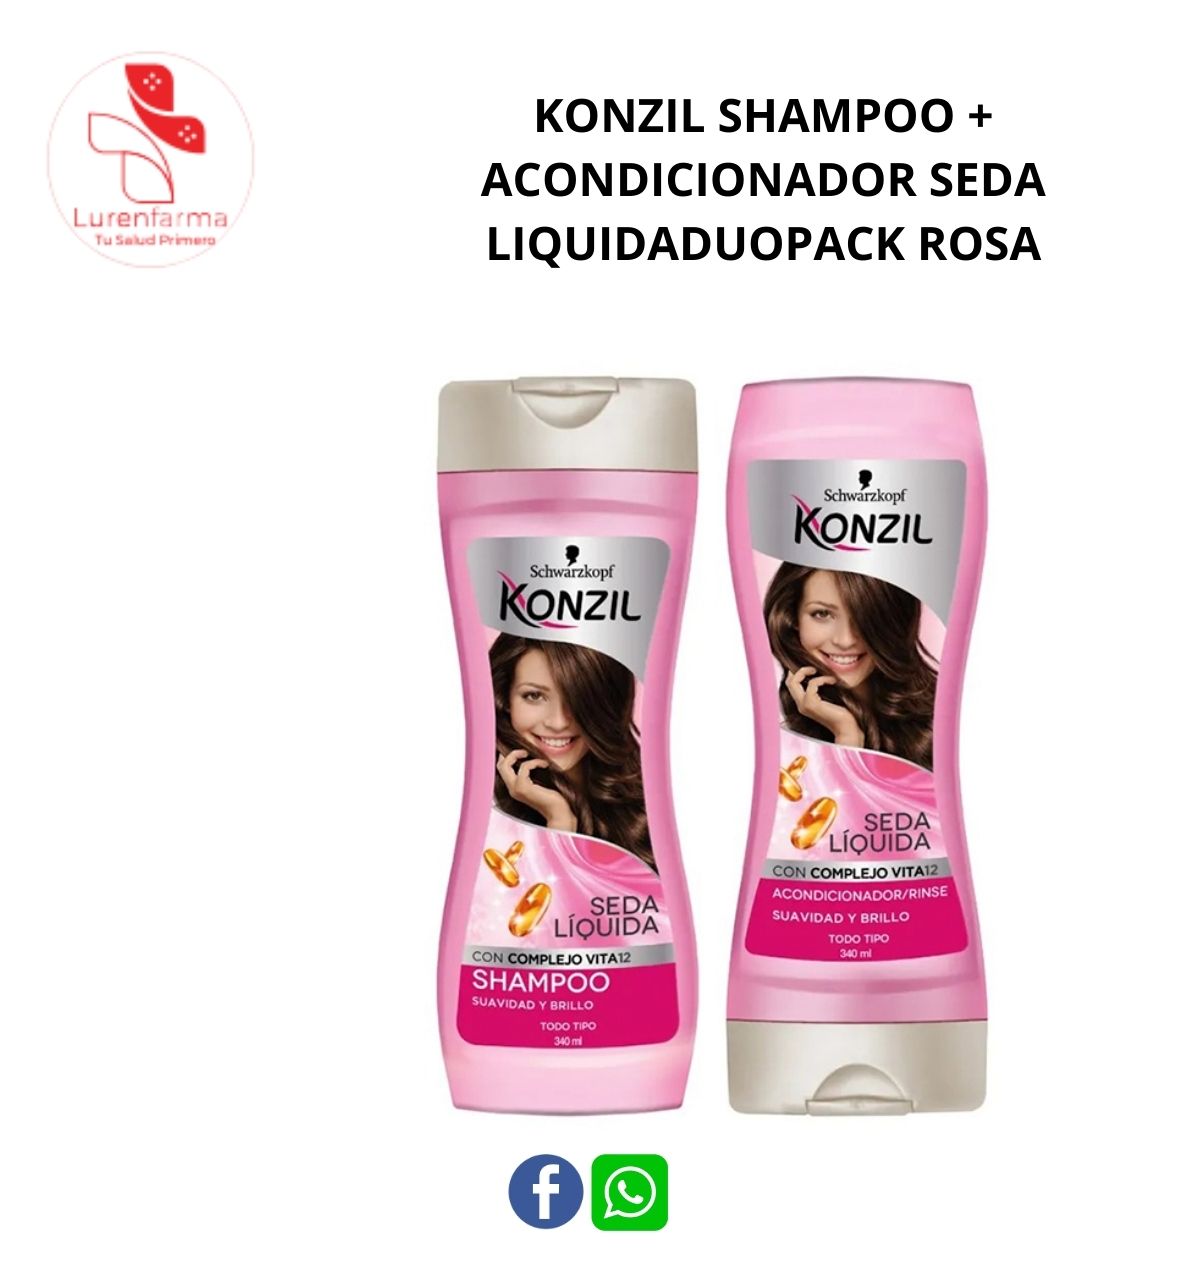 Lurenfarma
Tu Salud Primero
KONZIL SHAMPOO +
ACONDICIONADOR SEDA
LIQUIDADUOPACK ROSA
Schwarzkopf
KONZIL
SEDA
LÍQUIDA
CON COMPLEJO VITA12
SHAMPOO
SUAVIDAD Y BRILLO
TODO TIPO
340 ml
Schwarzkopf
KONZIL
SEDA
LÍQUIDA
CON COMPLEJO VITA12
ACONDICIONADOR/RINSE
SUAVIDAD Y BRILLO
TODO TIPO
340 ml